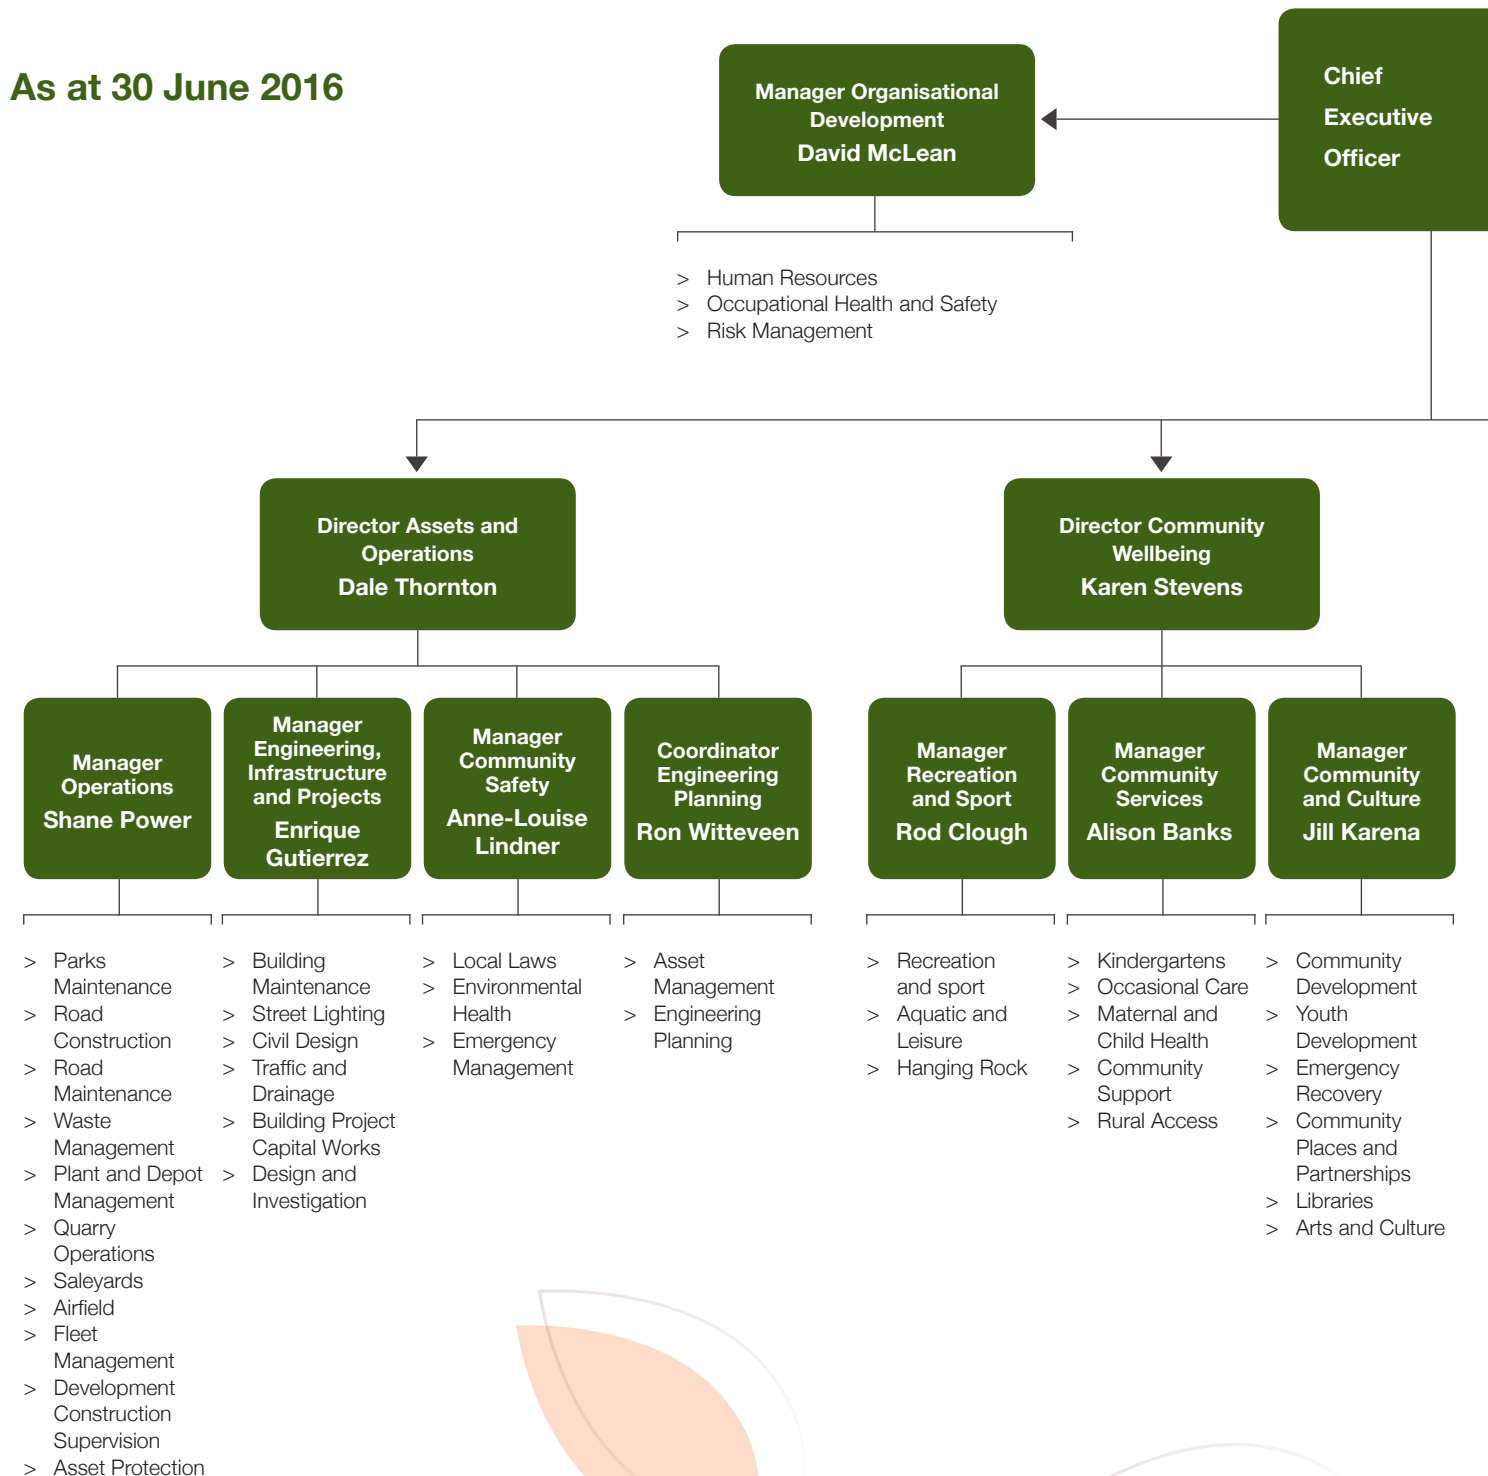 As at 30 June 2016
Manager Organisational
Development
David McLean
Chief
Executive
Officer
> Human Resources
> Occupational Health and Safety
> Risk Management
Director Assets and
Operations
Dale Thornton
Director Community
Wellbeing
Karen Stevens
Manager
Operations
Shane Power
Manager
Engineering,
Infrastructure
and Projects
Enrique
Gutierrez
Manager
Community
Safety
Anne-Louise
Lindner
Coordinator
Engineering
Planning
Ron Witteveen
Manager
Recreation
and Sport
Rod Clough
Manager
Community
Services
Alison Banks
Manager
Community
and Culture
Jill Karena
> Parks
Maintenance
> Road
Construction
> Road
Maintenance
> Waste
Management
> Plant and Depot
Management
> Quarry
Operations
> Saleyards
> Airfield
> Fleet
Management
> Development
Construction
Supervision
> Asset Protection
> Building
Maintenance
> Street Lighting
> Civil Design
> Traffic and
Drainage
> Building Project
Capital Works
> Design and
Investigation
> Local Laws
> Environmental
Health
> Emergency
Management
> Asset
Management
> Engineering
Planning
> Recreation
and sport
> Aquatic and
Leisure
> Hanging Rock
> Kindergartens
> Occasional Care
> Maternal and
Child Health
> Community
Support
> Rural Access
> Community
Development
> Youth
Development
> Emergency
Recovery
> Community
Places and
Partnerships
> Libraries
> Arts and Culture